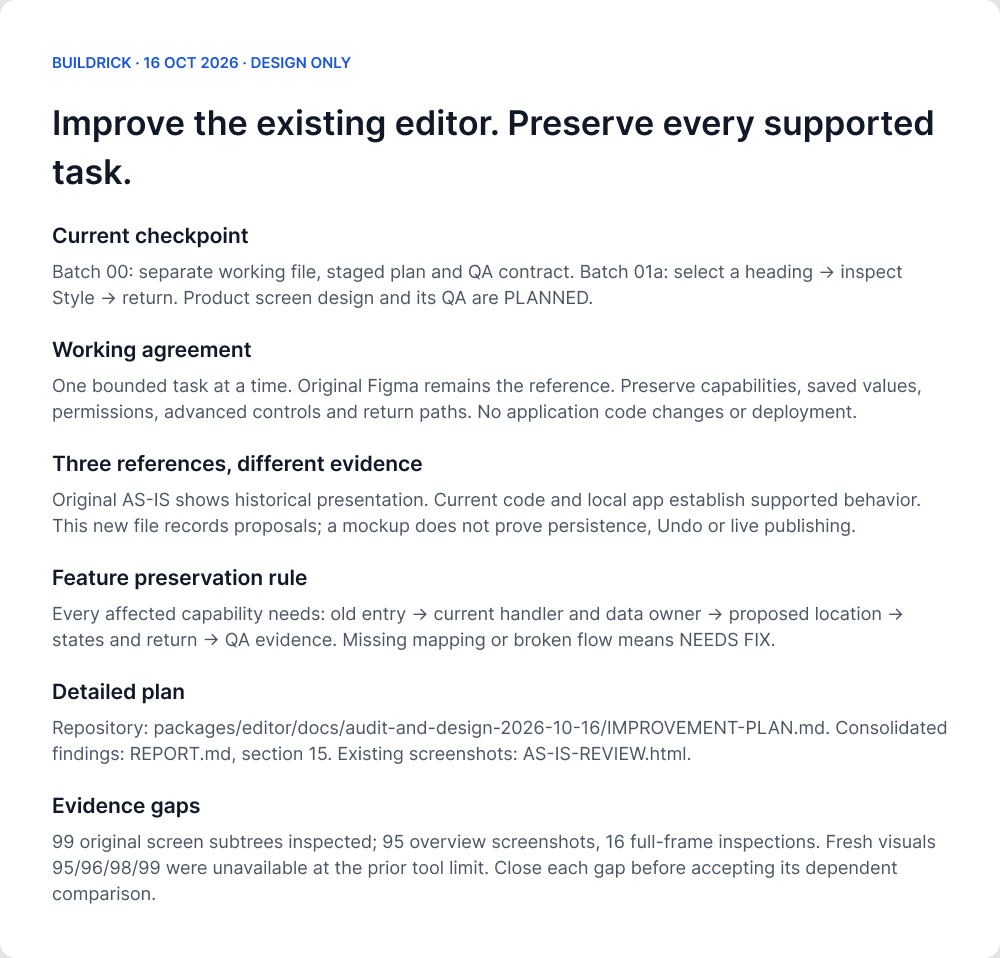 BUILDRICK · 16 OCT 2026 · DESIGN ONLY
Improve the existing editor. Preserve every supported
task.
Current checkpoint
Batch 00: separate working file, staged plan and QA contract. Batch 01a: select a heading → inspect
Style → return. Product screen design and its QA are PLANNED.
Working agreement
One bounded task at a time. Original Figma remains the reference. Preserve capabilities, saved values,
permissions, advanced controls and return paths. No application code changes or deployment.
Three references, different evidence
Original AS-IS shows historical presentation. Current code and local app establish supported behavior.
This new file records proposals; a mockup does not prove persistence, Undo or live publishing.
Feature preservation rule
Every affected capability needs: old entry → current handler and data owner → proposed location →
states and return → QA evidence. Missing mapping or broken flow means NEEDS FIX.
Detailed plan
Repository: packages/editor/docs/audit-and-design-2026-10-16/IMPROVEMENT-PLAN.md. Consolidated
findings: REPORT.md, section 15. Existing screenshots: AS-IS-REVIEW.html.
Evidence gaps
99 original screen subtrees inspected; 95 overview screenshots, 16 full-frame inspections. Fresh visuals
95/96/98/99 were unavailable at the prior tool limit. Close each gap before accepting its dependent
comparison.